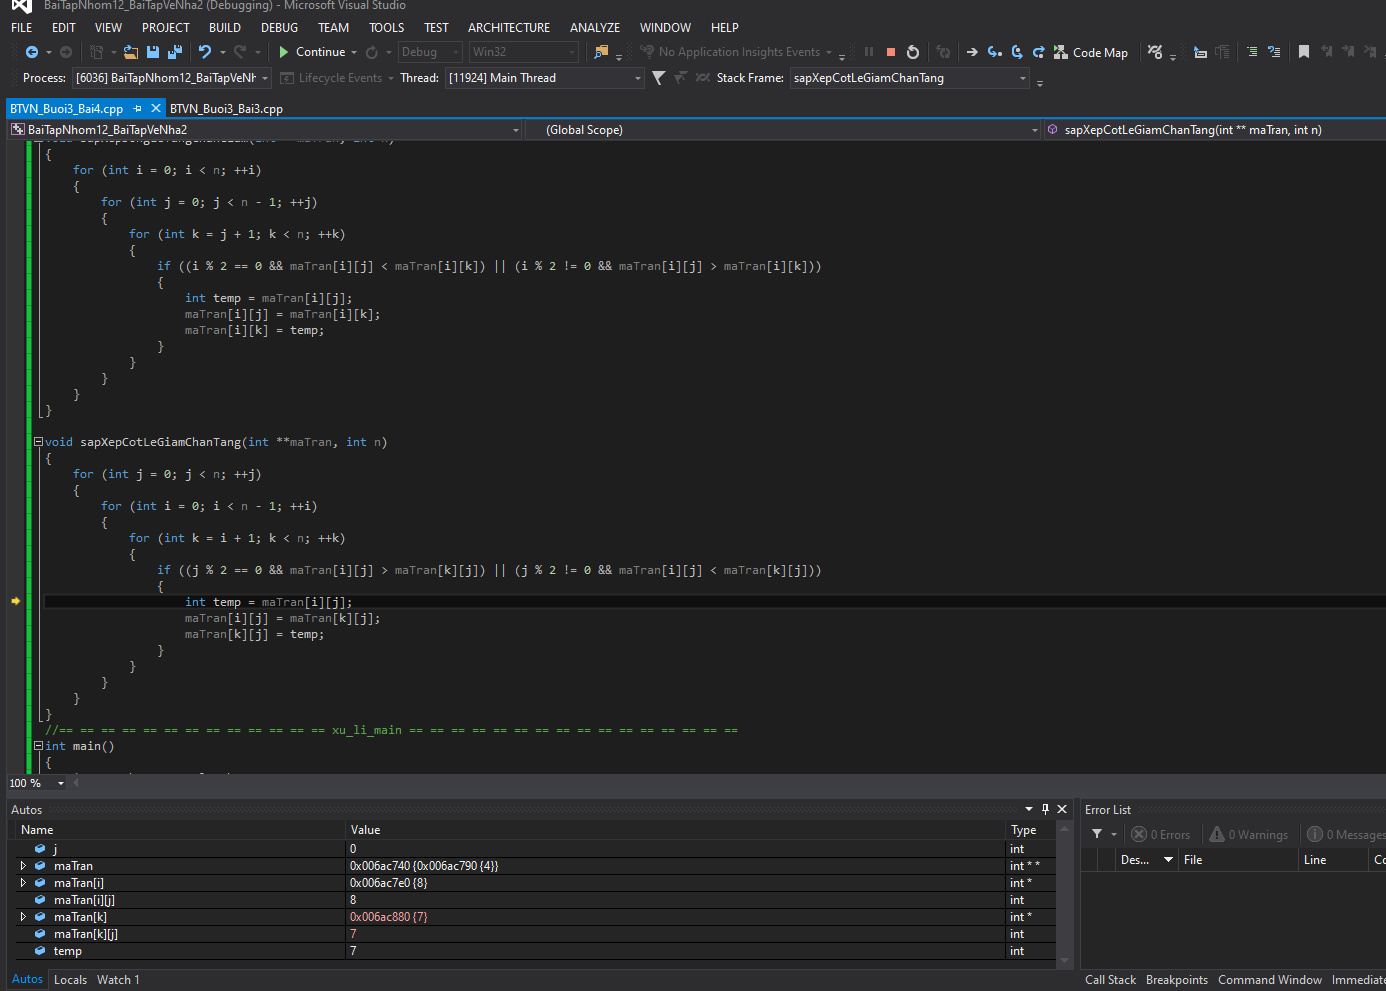 BaiTapNhom12_BaiTapVeNha2 (Debugging) - Microsoft Visual Studio
FILE EDIT VIEW PROJECT BUILD DEBUG TEAM TOOLS TEST ARCHITECTURE ANALYZE WINDOW HELP
Continue Debug Win32 No Application Insights Events Code Map
Process: [6036] BaiTapNhom12_BaiTapVeNh Lifecycle Events Thread: [11924] Main Thread Stack Frame: sapXepCotLeGiamChanTang
BTVN_Buoi3_Bai4.cpp BTVN_Buoi3_Bai3.cpp
BaiTapNhom12_BaiTapVeNha2 (Global Scope) sapXepCotLeGiamChanTang(int ** maTran, int n)
{
for (int i = 0; i < n; ++i)
{
for (int j = 0; j < n - 1; ++j)
{
for (int k = j + 1; k < n; ++k)
{
if ((i % 2 == 0 && maTran[i][j] < maTran[i][k]) || (i % 2 != 0 && maTran[i][j] > maTran[i][k]))
{
int temp = maTran[i][j];
maTran[i][j] = maTran[i][k];
maTran[i][k] = temp;
}
}
}
}
}
void sapXepCotLeGiamChanTang(int **maTran, int n)
{
for (int j = 0; j < n; ++j)
{
for (int i = 0; i < n - 1; ++i)
{
for (int k = i + 1; k < n; ++k)
{
if ((j % 2 == 0 && maTran[i][j] > maTran[k][j]) || (j % 2 != 0 && maTran[i][j] < maTran[k][j]))
{
int temp = maTran[i][j];
maTran[i][j] = maTran[k][j];
maTran[k][j] = temp;
}
}
}
}
}
//== == == == == == == == == == == == == xu_li_main == == == == == == == == == == == == == == == ==
int main()
{
100 %
Autos Error List
Name Value Type 0 Errors 0 Warnings 0 Messages
j 0 int Des... File Line Co
maTran 0x006ac740 {0x006ac790 {4}} int * *
maTran[i] 0x006ac7e0 {8} int *
maTran[i][j] 8 int
maTran[k] 0x006ac880 {7} int *
maTran[k][j] 7 int
temp 7 int
Autos Locals Watch 1 Call Stack Breakpoints Command Window Immediate